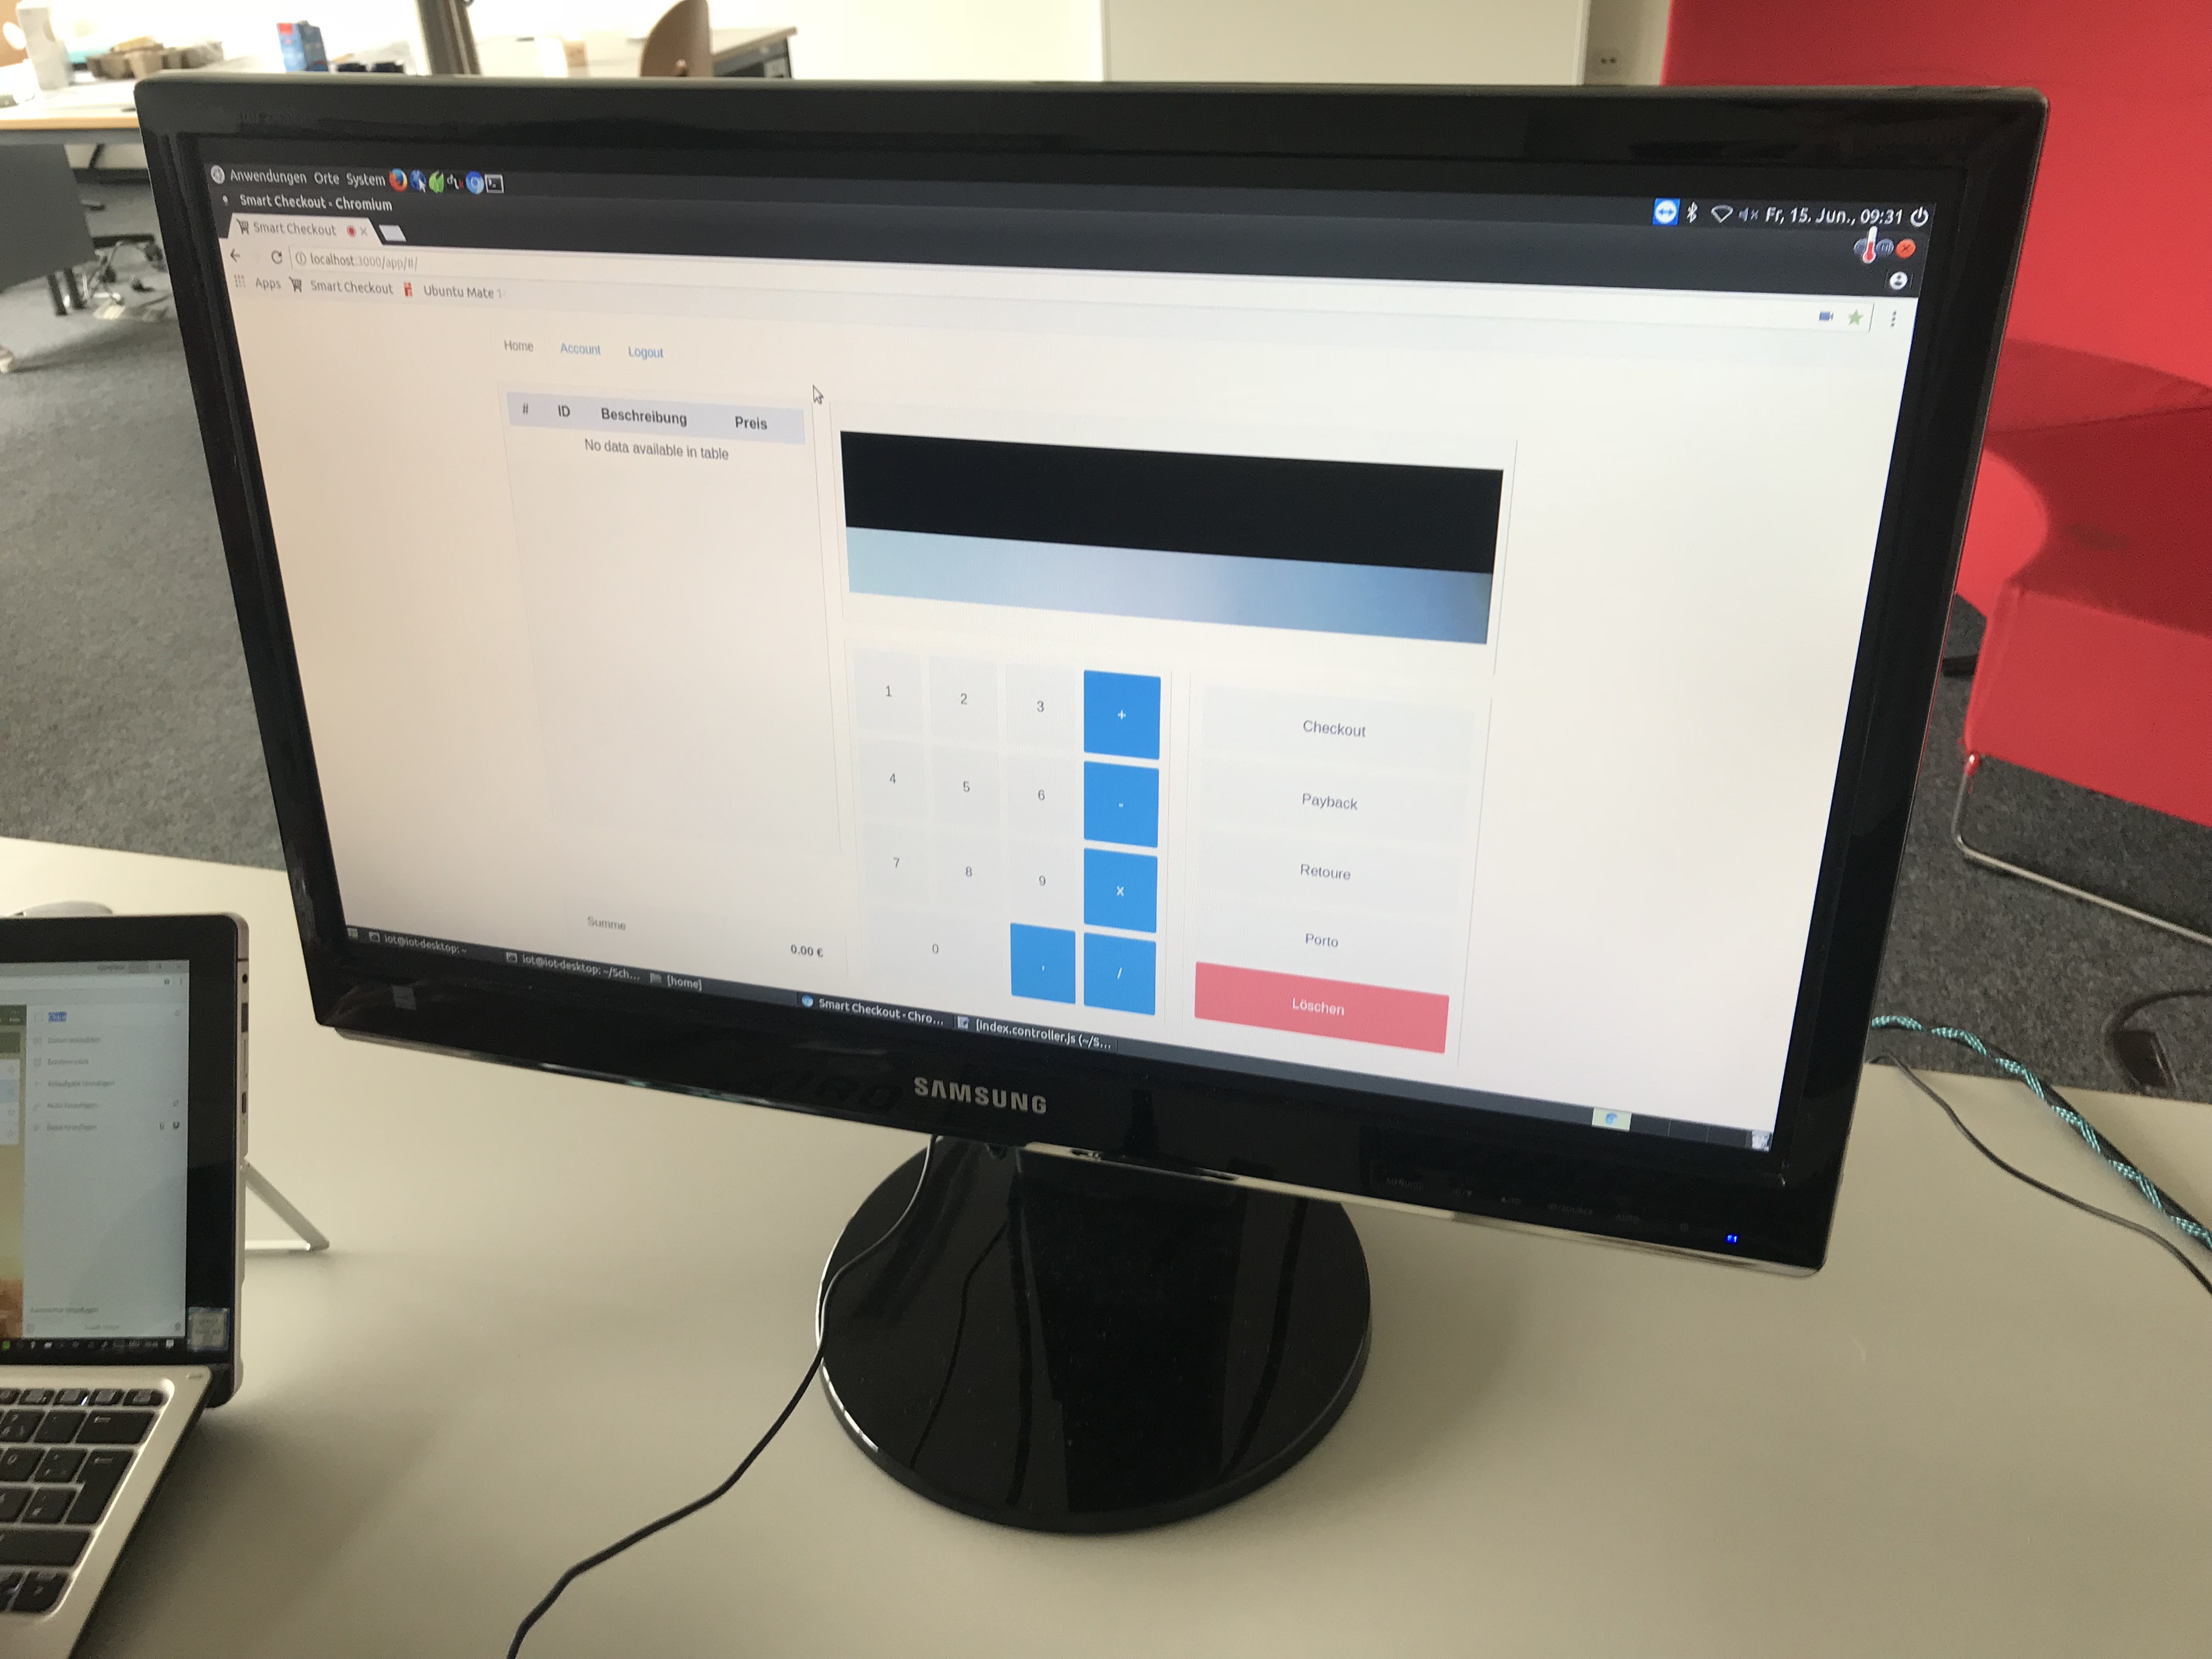 Anwendungen Orte System
Fr, 15. Jun., 09:31
Smart Checkout - Chromium
Smart Checkout
localhost:3000/app/#/
Apps Smart Checkout Ubuntu Mate
Home Account Logout
# ID Beschreibung Preis
No data available in table
1 2 3 +
4 5 6 -
7 8 9 x
0 , /
Checkout
Payback
Retoure
Porto
Löschen
Summe
0.00 €
iot@iot-desktop: ~
iot@iot-desktop: ~/Sch...
[home]
Smart Checkout - Chro...
[index.controller.js (~/S...
SAMSUNG